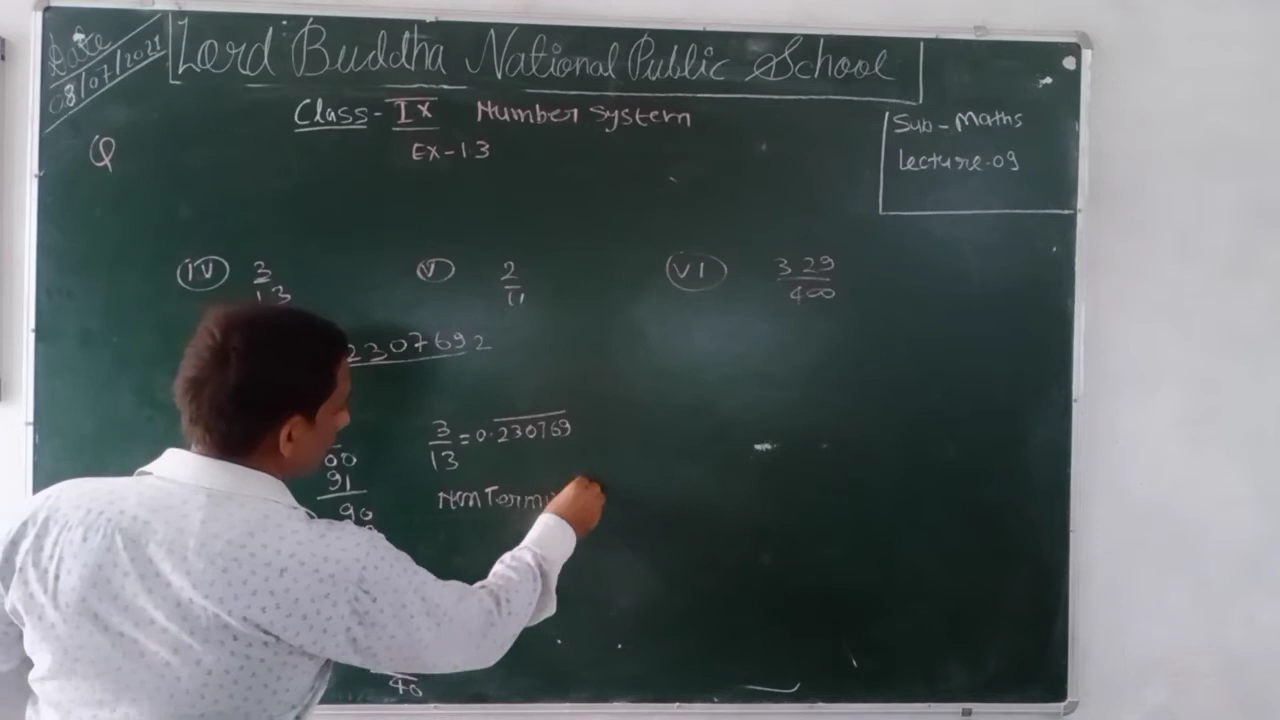 Date
08/07/2021
Lord Buddha National Public School
Class - IX Number System
EX-1.3
Sub - Maths
Lecture-09
Q
IV 3/13
V 2/11
VI 329/400
2307692
3/13 = 0.230769
00
91
90
Non Termi
40